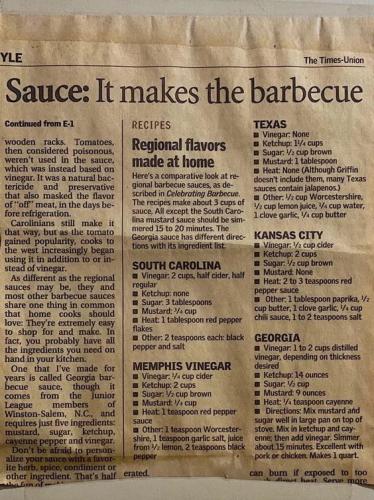 YLE
The Times-Union
Sauce: It makes the barbecue
Continued from E-1
wooden racks. Tomatoes,
then considered poisonous,
weren't used in the sauce,
which was instead based on
vinegar. It was a natural bac-
tericide and preservative
that also masked the flavor
of "off" meat, in the days be-
fore refrigeration.
Carolinians still make it
that way, but as the tomato
gained popularity, cooks to
the west increasingly began
using it in addition to or in-
stead of vinegar.
As different as the regional
sauces may be, they and
most other barbecue sauces
share one thing in common
that home cooks should
love: They're extremely easy
to shop for and make. In
fact, you probably have all
the ingredients you need on
hand in your kitchen.
One that I've made for
years is called Georgia bar-
becue sauce, though it
comes from the Junior
League members of
Winston-Salem, N.C., and
requires just five ingredients:
mustard, sugar, ketchup,
cayenne pepper and vinegar.
Don't be afraid to person-
alize your sauce with a favor-
ite herb, spice, condiment or
other ingredient. That's half
the fun of
RECIPES
Regional flavors
made at home
Here's a comparative look at re-
gional barbecue sauces, as de-
scribed in Celebrating Barbecue.
The recipes make about 3 cups of
sauce. All except the South Caro-
lina mustard sauce should be sim-
mered 15 to 20 minutes. The
Georgia sauce has different direc-
tions with its ingredient list.
SOUTH CAROLINA
■ Vinegar: 2 cups, half cider, half
regular
■ Ketchup: none
■ Sugar: 3 tablespoons
■ Mustard: ¾ cup
■ Heat: 1 tablespoon red pepper
flakes
■ Other: 2 teaspoons each: black
pepper and salt
MEMPHIS VINEGAR
■ Vinegar: ¼ cup cider
■ Ketchup: 2 cups
■ Sugar: ½ cup brown
■ Mustard: ¼ cup
■ Heat: 1 teaspoon red pepper
sauce
■ Other: 1 teaspoon Worcester-
shire, 1 teaspoon garlic salt, juice
from ½ lemon, 2 teaspoons black
pepper
erated.
TEXAS
■ Vinegar: None
■ Ketchup: 1¼ cups
■ Sugar: ½ cup brown
■ Mustard: 1 tablespoon
■ Heat: None (Although Griffin
doesn't include them, many Texas
sauces contain jalapenos.)
■ Other: ½ cup Worcestershire,
½ cup lemon juice, ¼ cup water,
1 clove garlic, ¼ cup butter
KANSAS CITY
■ Vinegar: ½ cup cider
■ Ketchup: 2 cups
■ Sugar: ½ cup brown
■ Mustard: None
■ Heat: 2 to 3 teaspoons red
pepper sauce
■ Other: 1 tablespoon paprika, ½
cup butter, 1 clove garlic, ¼ cup
chili sauce, 1 to 2 teaspoons salt
GEORGIA
■ Vinegar: 1 to 2 cups distilled
vinegar, depending on thickness
desired
■ Ketchup: 14 ounces
■ Sugar: ½ cup
■ Mustard: 9 ounces
■ Heat: ¼ teaspoon cayenne
■ Directions: Mix mustard and
sugar well in large pan on top of
stove. Mix in ketchup and cay-
enne; then add vinegar. Simmer
about 15 minutes. Excellent with
pork or chicken. Makes 1 quart.
can burn if exposed to too
direct heat. Serve more